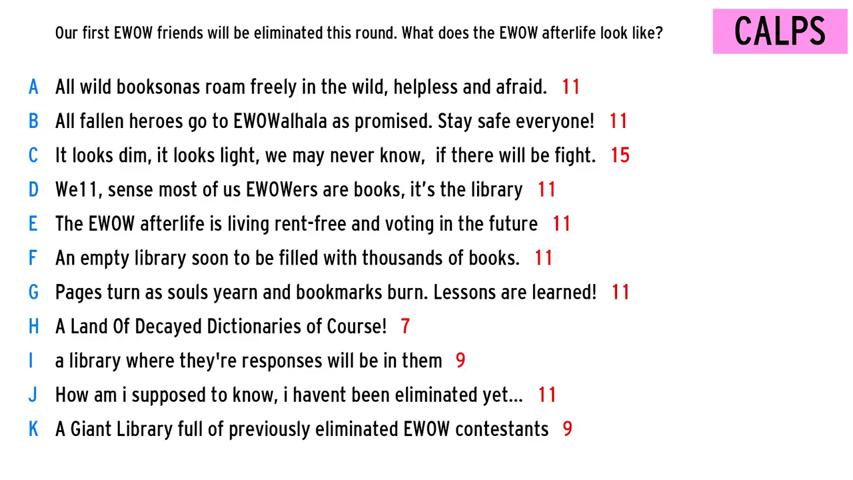 Our first EWOW friends will be eliminated this round. What does the EWOW afterlife look like?
CALPS
A All wild booksonas roam freely in the wild, helpless and afraid. 11
B All fallen heroes go to EWOWalhala as promised. Stay safe everyone! 11
C It looks dim, it looks light, we may never know,  if there will be fight. 15
D We11, sense most of us EWOWers are books, it's the library 11
E The EWOW afterlife is living rent-free and voting in the future 11
F An empty library soon to be filled with thousands of books. 11
G Pages turn as souls yearn and bookmarks burn. Lessons are learned! 11
H A Land Of Decayed Dictionaries of Course! 7
I a library where they're responses will be in them 9
J How am i supposed to know, i havent been eliminated yet... 11
K A Giant Library full of previously eliminated EWOW contestants 9